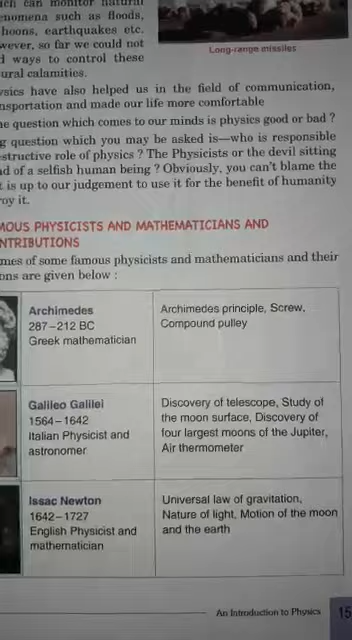 can monitor natural
enomena such as floods,
hoons, earthquakes etc.
wever, so far we could not
d ways to control these
ural calamities.
Long-range missiles
ysics have also helped us in the field of communication,
nsportation and made our life more comfortable
e question which comes to our minds is physics good or bad ?
g question which you may be asked is—who is responsible
structive role of physics ? The Physicists or the devil sitting
d of a selfish human being ? Obviously, you can't blame the
t is up to our judgement to use it for the benefit of humanity
oy it.
MOUS PHYSICISTS AND MATHEMATICIANS AND
NTRIBUTIONS
mes of some famous physicists and mathematicians and their
ons are given below :
Archimedes
287–212 BC
Greek mathematician
Archimedes principle, Screw,
Compound pulley
Galileo Galilei
1564–1642
Italian Physicist and
astronomer
Discovery of telescope, Study of
the moon surface, Discovery of
four largest moons of the Jupiter,
Air thermometer
Issac Newton
1642–1727
English Physicist and
mathematician
Universal law of gravitation,
Nature of light, Motion of the moon
and the earth
An Introduction to Physics 15